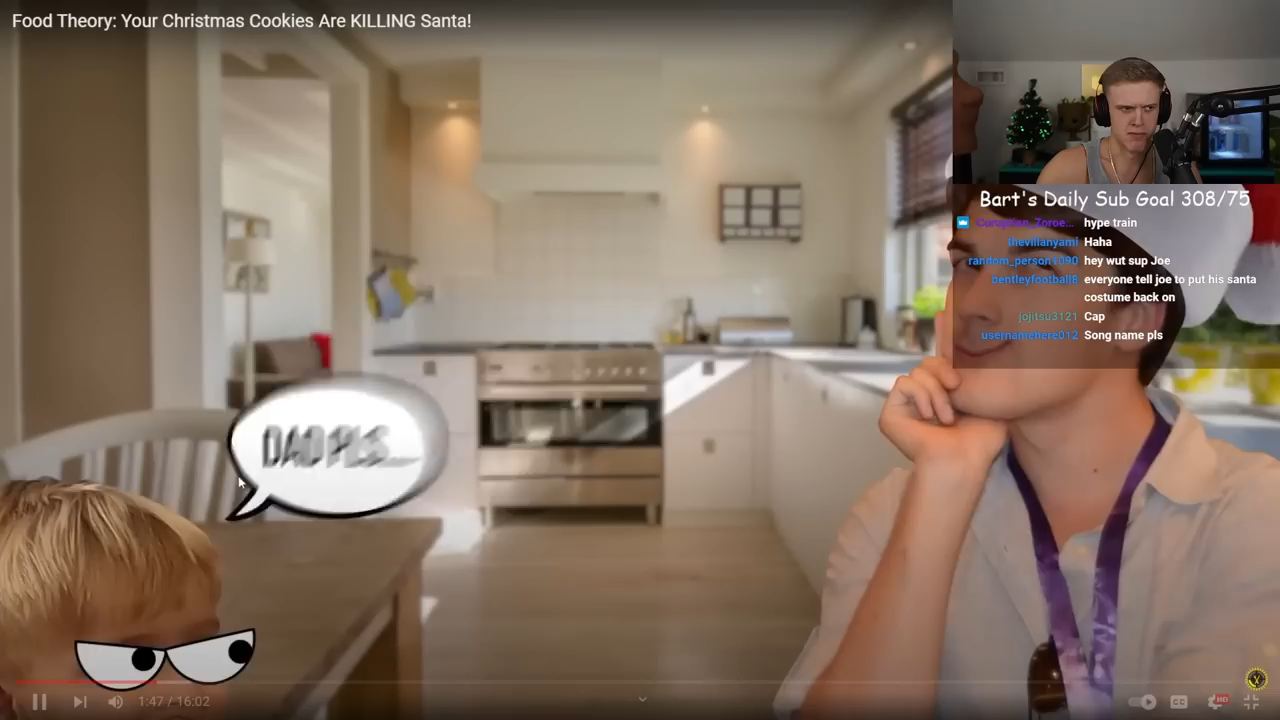 Food Theory: Your Christmas Cookies Are KILLING Santa!
Bart's Daily Sub Goal 308/75
hype train
thevillanyami Haha
random_person1090 hey wut sup Joe
bentleyfootball8 everyone tell joe to put his santa
costume back on
jojitsu3121 Cap
usernamehere012 Song name pls
DAD PLS...
1:47 / 16:02
CC
HD